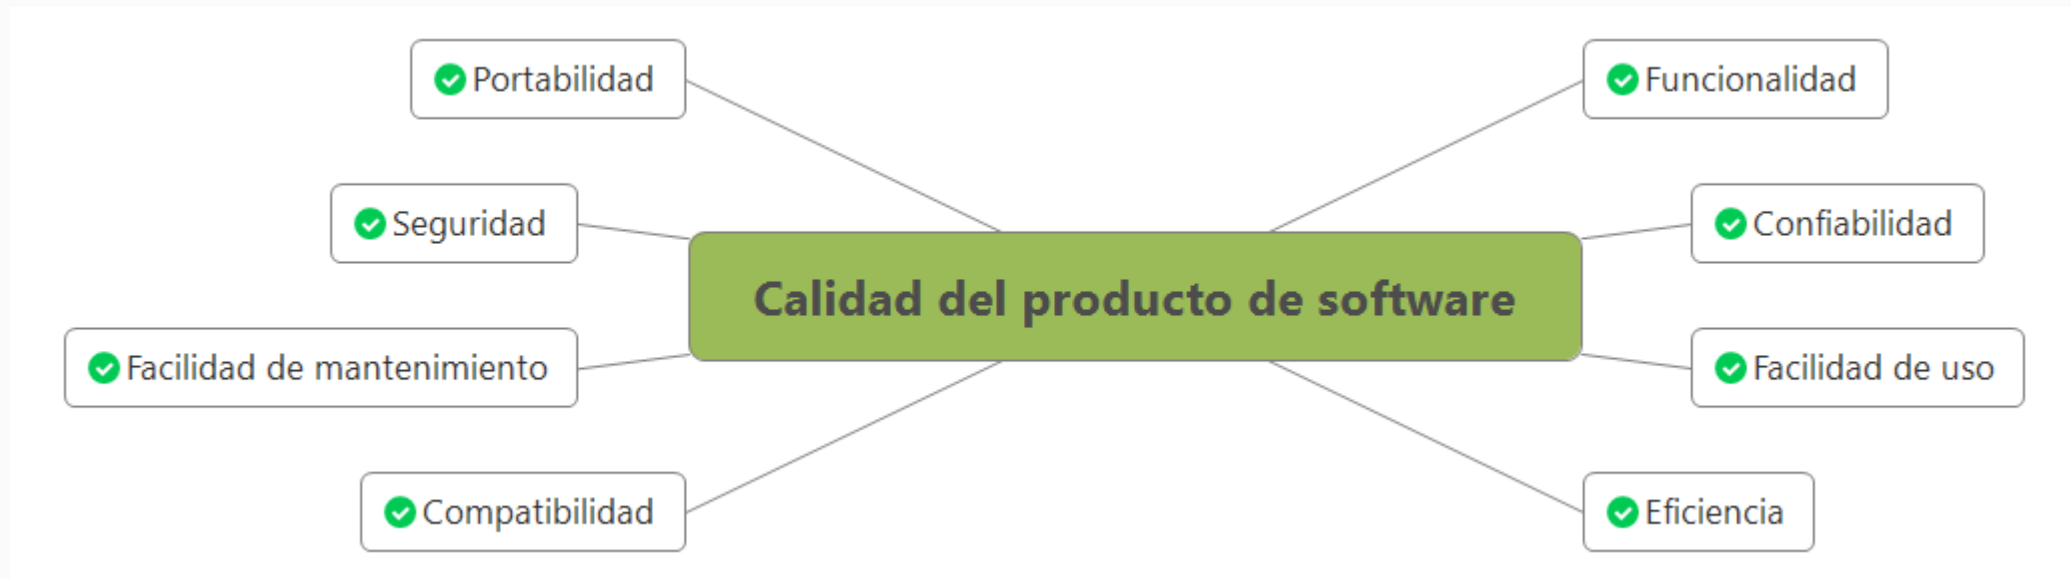 Portabilidad
Funcionalidad
Seguridad
Confiabilidad
Calidad del producto de software
Facilidad de mantenimiento
Facilidad de uso
Compatibilidad
Eficiencia